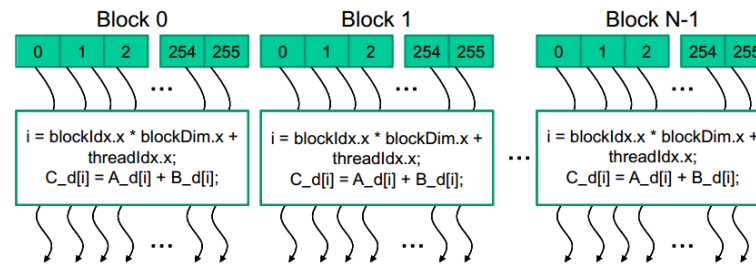 Block 0
Block 1
Block N-1
0 1 2 254 255
0 1 2 254 255
0 1 2 254 255
...
...
...
i = blockIdx.x * blockDim.x +
threadIdx.x;
C_d[i] = A_d[i] + B_d[i];
i = blockIdx.x * blockDim.x +
threadIdx.x;
C_d[i] = A_d[i] + B_d[i];
...
i = blockIdx.x * blockDim.x +
threadIdx.x;
C_d[i] = A_d[i] + B_d[i];
...
...
...